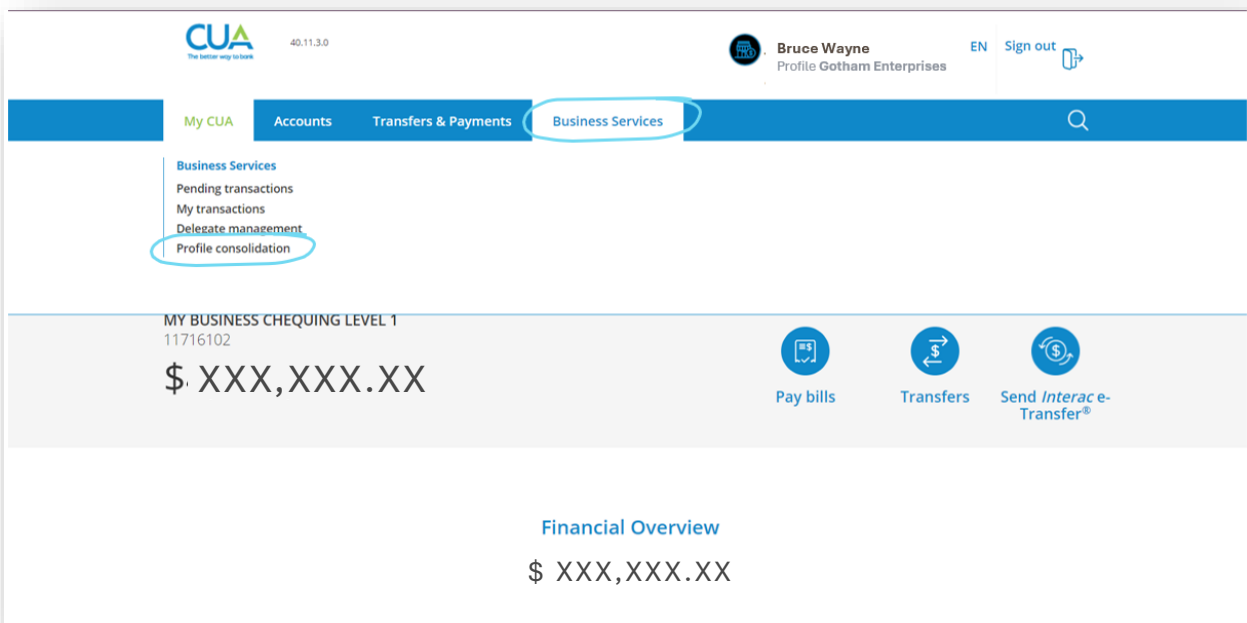 CUA
The better way to bank
40.11.3.0
Bruce Wayne
Profile Gotham Enterprises
EN
Sign out
My CUA
Accounts
Transfers & Payments
Business Services
Business Services
Pending transactions
My transactions
Delegate management
Profile consolidation
MY BUSINESS CHEQUING LEVEL 1
11716102
$ XXX,XXX.XX
Pay bills
Transfers
Send Interac e-
Transfer®
Financial Overview
$ XXX,XXX.XX